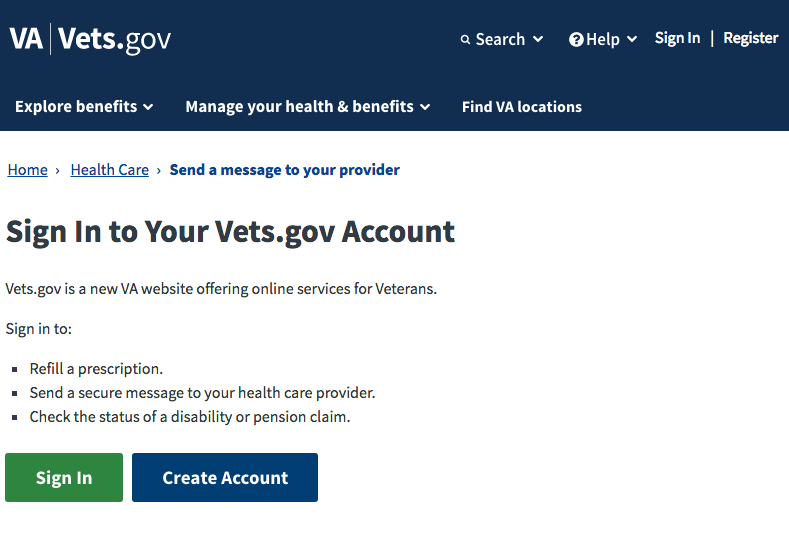 VA | Vets.gov
Search
Help
Sign In | Register
Explore benefits
Manage your health & benefits
Find VA locations
Home › Health Care › Send a message to your provider
Sign In to Your Vets.gov Account
Vets.gov is a new VA website offering online services for Veterans.
Sign in to:
Refill a prescription.
Send a secure message to your health care provider.
Check the status of a disability or pension claim.
Sign In
Create Account